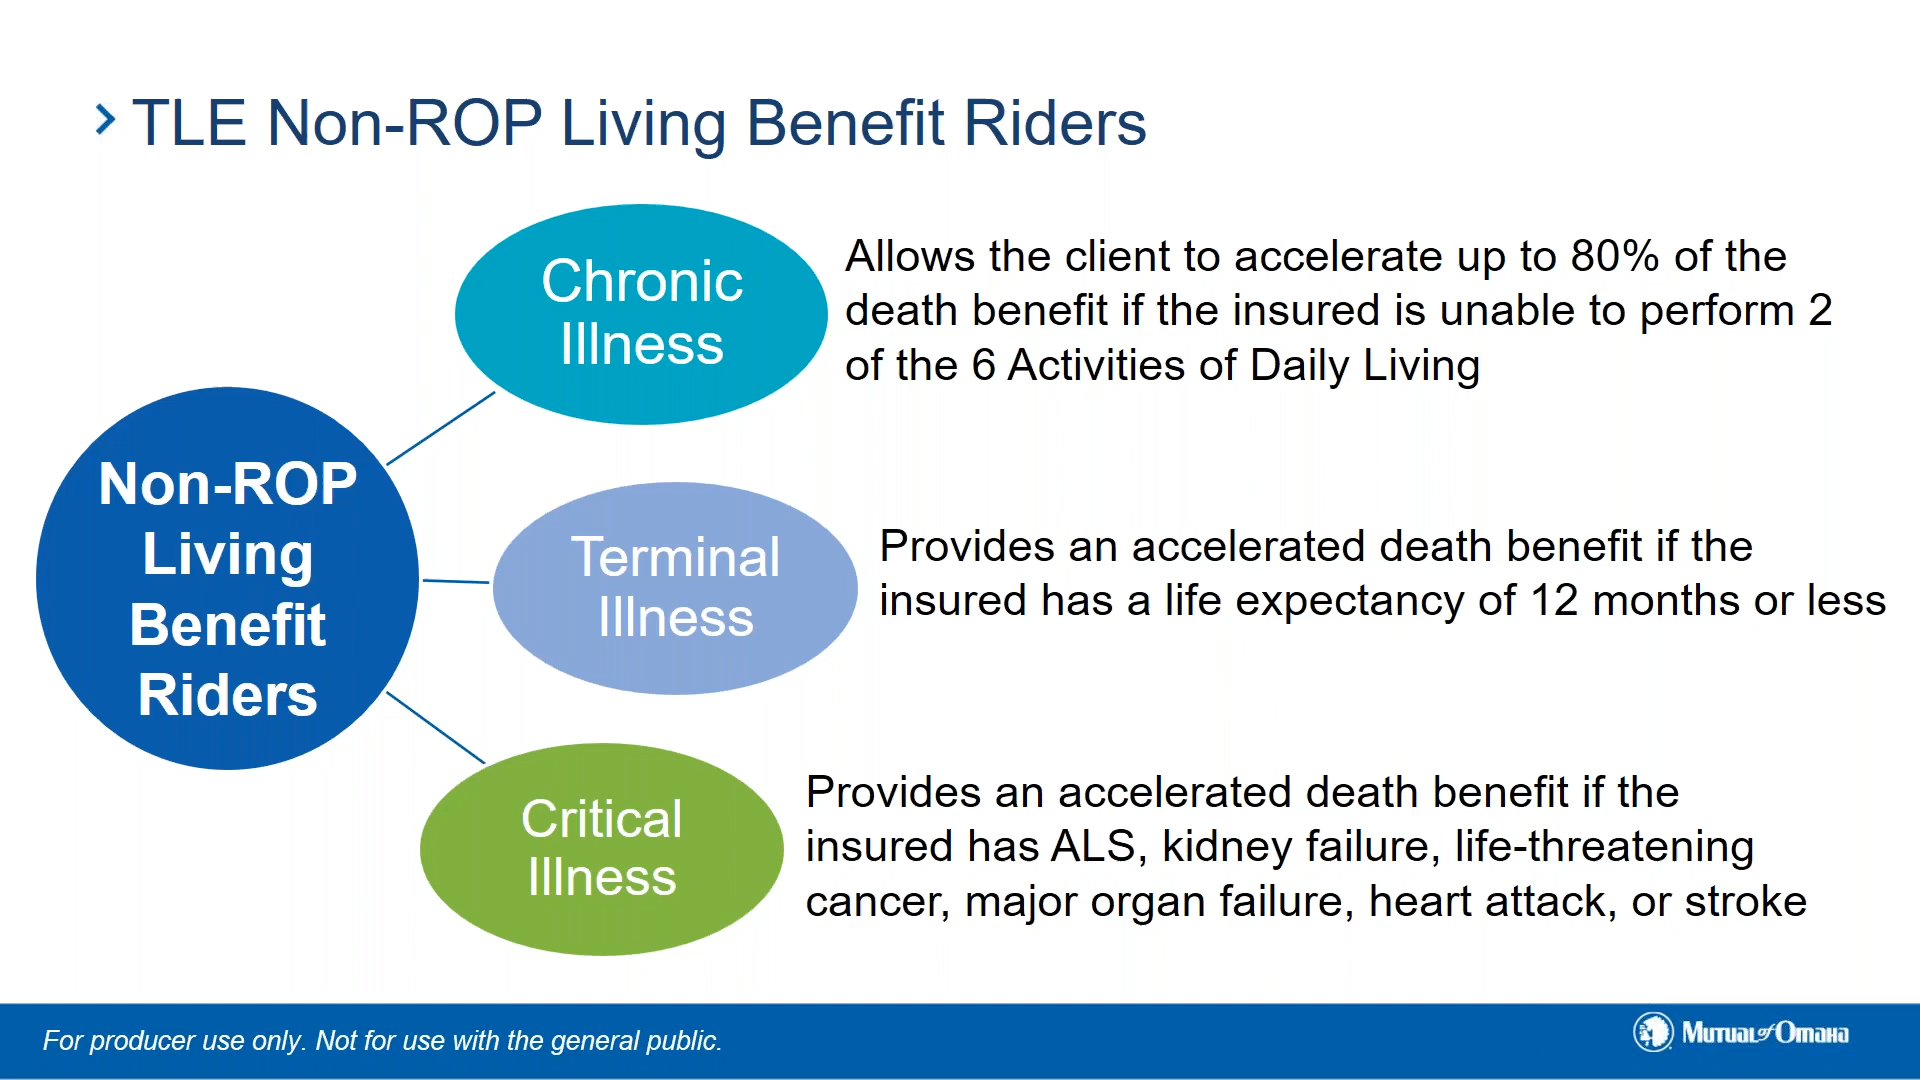 TLE Non-ROP Living Benefit Riders
Chronic
Illness
Allows the client to accelerate up to 80% of the
death benefit if the insured is unable to perform 2
of the 6 Activities of Daily Living
Non-ROP
Living
Benefit
Riders
Terminal
Illness
Provides an accelerated death benefit if the
insured has a life expectancy of 12 months or less
Critical
Illness
Provides an accelerated death benefit if the
insured has ALS, kidney failure, life-threatening
cancer, major organ failure, heart attack, or stroke
For producer use only. Not for use with the general public.
Mutual of Omaha